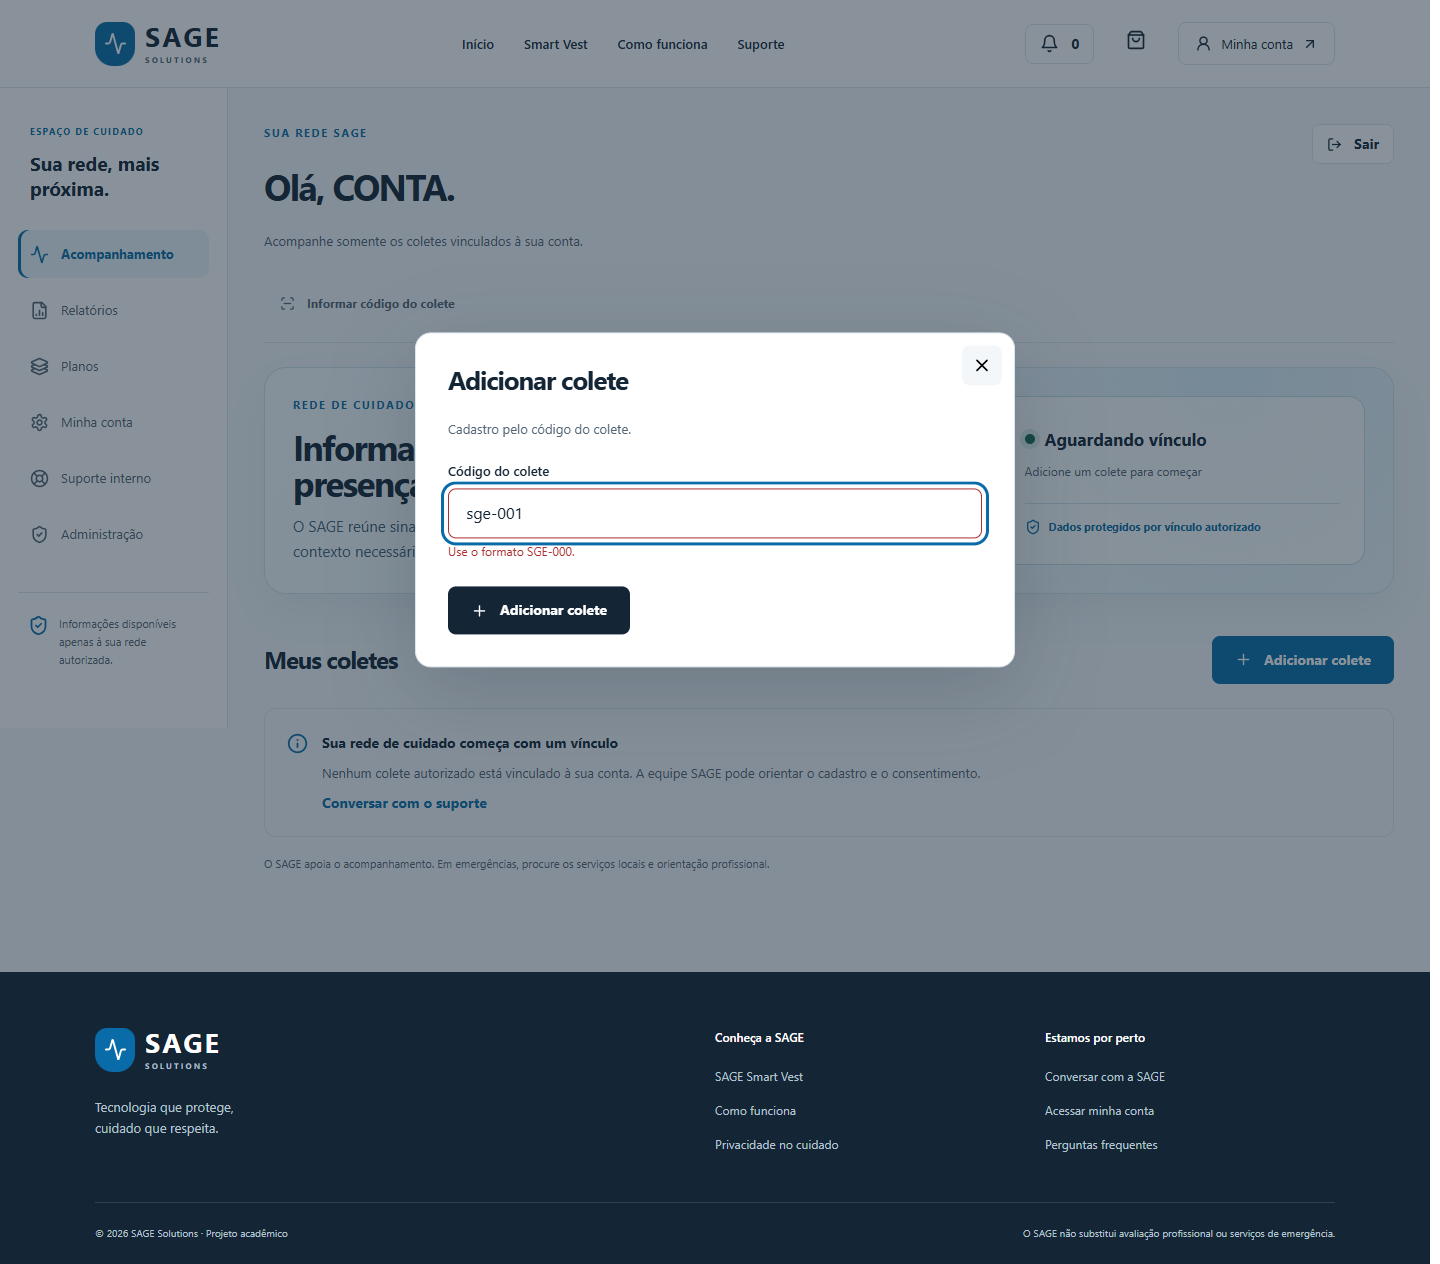 SAGE
SOLUTIONS
Início
Smart Vest
Como funciona
Suporte
0
Minha conta
ESPAÇO DE CUIDADO
Sua rede, mais
próxima.
Acompanhamento
Relatórios
Planos
Minha conta
Suporte interno
Administração
Informações disponíveis
apenas à sua rede
autorizada.
SUA REDE SAGE
Sair
Olá, CONTA.
Acompanhe somente os coletes vinculados à sua conta.
Informar código do colete
REDE DE CUIDADO
Informa
presença
O SAGE reúne sina
contexto necessári
Aguardando vínculo
Adicione um colete para começar
Dados protegidos por vínculo autorizado
Adicionar colete
Cadastro pelo código do colete.
Código do colete
sge-001
Use o formato SGE-000.
Adicionar colete
Meus coletes
Adicionar colete
Sua rede de cuidado começa com um vínculo
Nenhum colete autorizado está vinculado à sua conta. A equipe SAGE pode orientar o cadastro e o consentimento.
Conversar com o suporte
O SAGE apoia o acompanhamento. Em emergências, procure os serviços locais e orientação profissional.
SAGE
SOLUTIONS
Tecnologia que protege,
cuidado que respeita.
Conheça a SAGE
SAGE Smart Vest
Como funciona
Privacidade no cuidado
Estamos por perto
Conversar com a SAGE
Acessar minha conta
Perguntas frequentes
© 2026 SAGE Solutions · Projeto acadêmico
O SAGE não substitui avaliação profissional ou serviços de emergência.